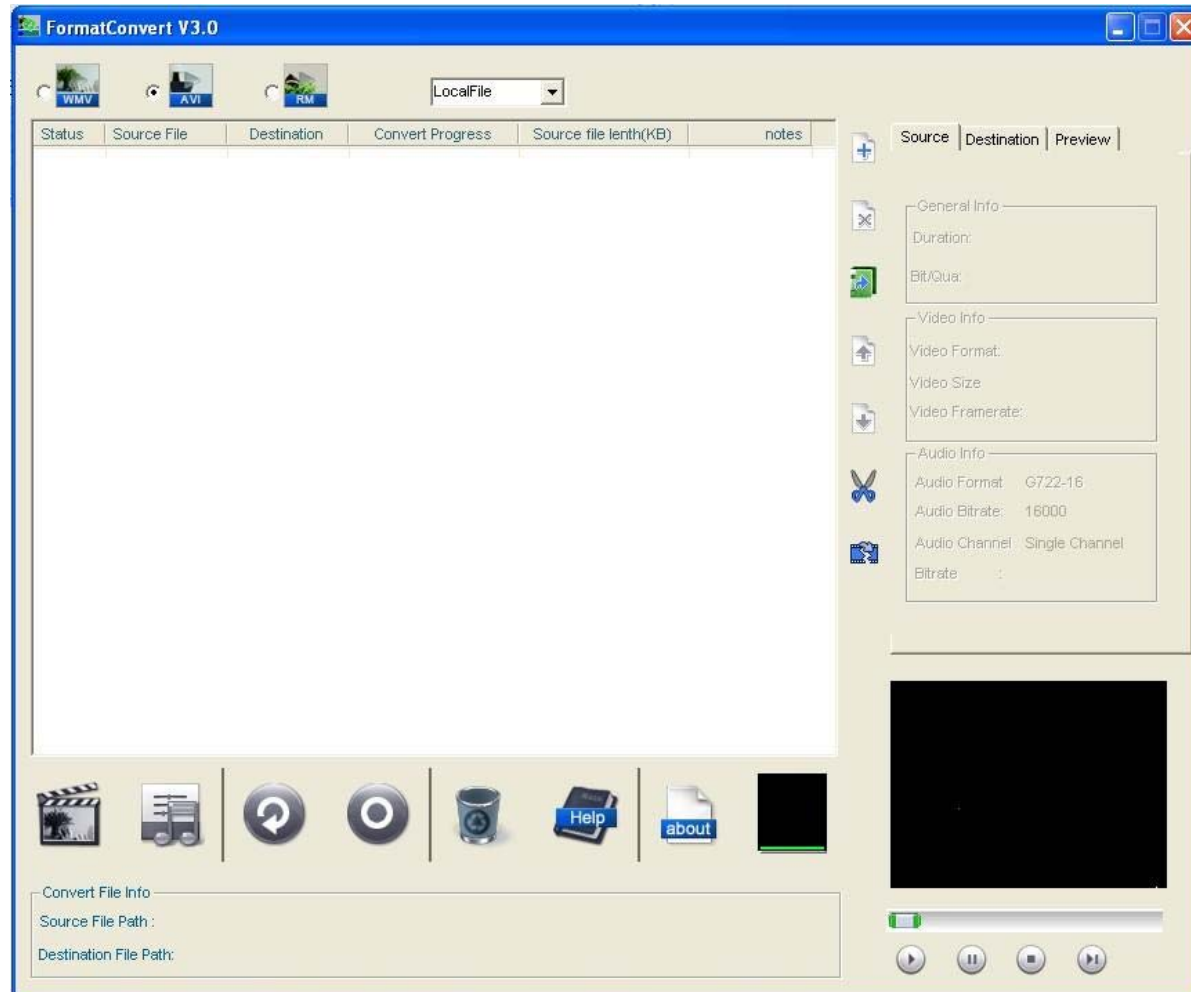 FormatConvert V3.0
WMV AVI RM LocalFile
Status Source File Destination Convert Progress Source file lenth(KB) notes
Source Destination Preview
General Info
Duration:
Bit/Qua:
Video Info
Video Format:
Video Size
Video Framerate:
Audio Info
Audio Format G722-16
Audio Bitrate: 16000
Audio Channel Single Channel
Bitrate :
Help
about
Convert File Info
Source File Path :
Destination File Path: